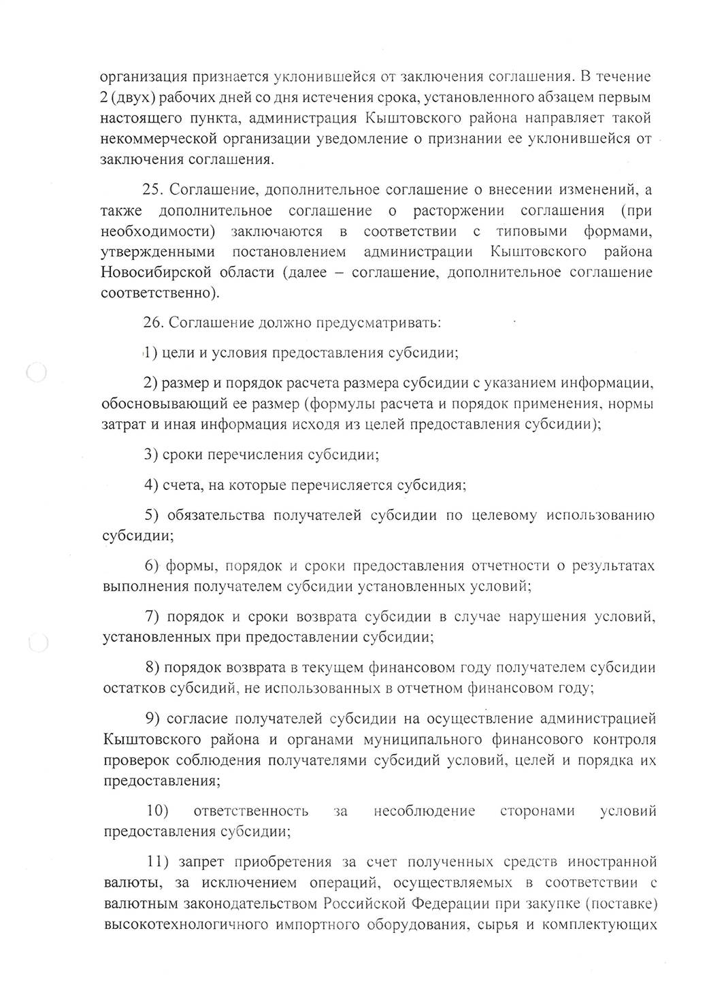 организация признается уклонившейся от заключения соглашения. В течение
2 (двух) рабочих дней со дня истечения срока, установленного абзацем первым
настоящего пункта, администрация Кыштовского района направляет такой
некоммерческой организации уведомление о признании ее уклонившейся от
заключения соглашения.
25. Соглашение, дополнительное соглашение о внесении изменений, а
также дополнительное соглашение о расторжении соглашения (при
необходимости) заключаются в соответствии с типовыми формами,
утвержденными постановлением администрации Кыштовского района
Новосибирской области (далее – соглашение, дополнительное соглашение
соответственно).
26. Соглашение должно предусматривать:
1) цели и условия предоставления субсидии;
2) размер и порядок расчета размера субсидии с указанием информации,
обосновывающий ее размер (формулы расчета и порядок применения, нормы
затрат и иная информация исходя из целей предоставления субсидии);
3) сроки перечисления субсидии;
4) счета, на которые перечисляется субсидия;
5) обязательства получателей субсидии по целевому использованию
субсидии;
6) формы, порядок и сроки предоставления отчетности о результатах
выполнения получателем субсидии установленных условий;
7) порядок и сроки возврата субсидии в случае нарушения условий,
установленных при предоставлении субсидии;
8) порядок возврата в текущем финансовом году получателем субсидии
остатков субсидий, не использованных в отчетном финансовом году;
9) согласие получателей субсидии на осуществление администрацией
Кыштовского района и органами муниципального финансового контроля
проверок соблюдения получателями субсидий условий, целей и порядка их
предоставления;
10) ответственность за несоблюдение сторонами условий
предоставления субсидии;
11) запрет приобретения за счет полученных средств иностранной
валюты, за исключением операций, осуществляемых в соответствии с
валютным законодательством Российской Федерации при закупке (поставке)
высокотехнологичного импортного оборудования, сырья и комплектующих